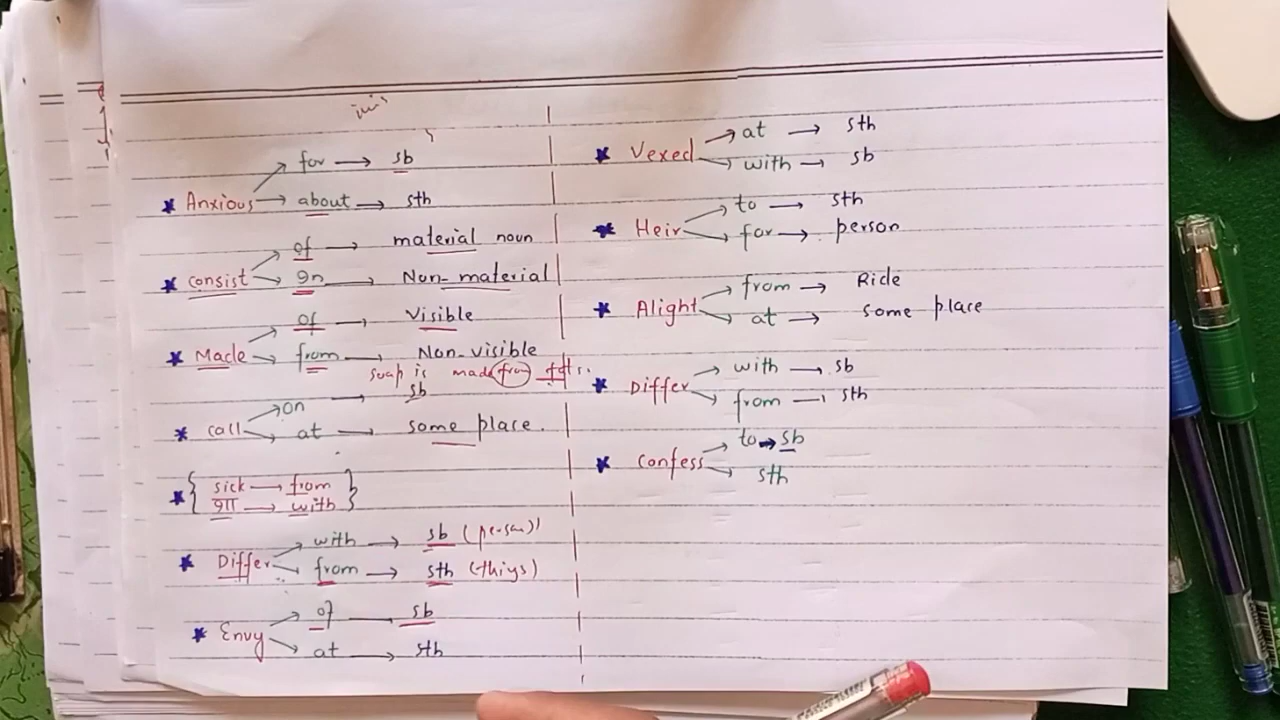 for → sb
★ Anxious → about → sth
of → material noun
★ consist → in → Non-material
of → Visible
★ Made → from → Non-visible
soap is made from fats.
on → sb
★ call → at → some place.
★ { sick → from
ill → with }
with → sb (person)
★ Differ → from → sth (things)
of → sb
★ Envy → at → sth
at → sth
★ Vexed → with → sb
to → sth
★ Heir → for → person
from → Ride
★ Alight → at → some place
with → sb
★ Differ → from → sth
to → sb
★ Confess → sth